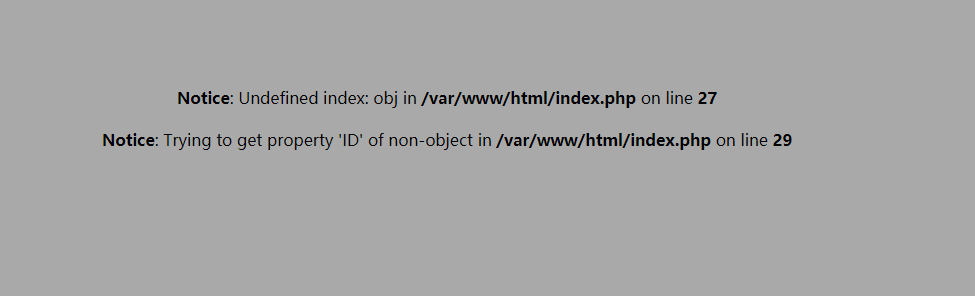 Notice: Undefined index: obj in /var/www/html/index.php on line 27
Notice: Trying to get property 'ID' of non-object in /var/www/html/index.php on line 29